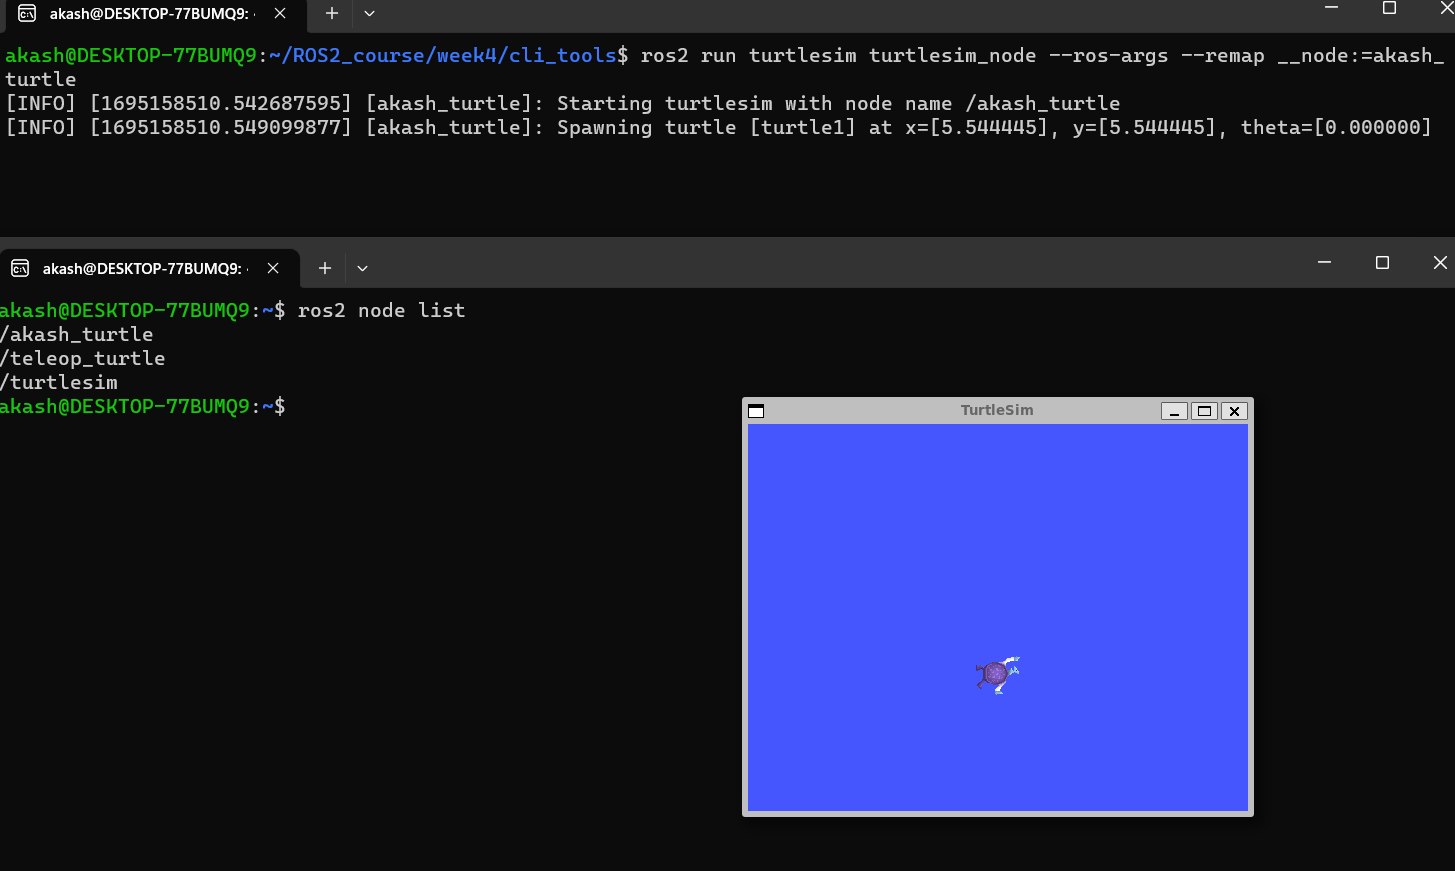 akash@DESKTOP-77BUMQ9: ·
akash@DESKTOP-77BUMQ9:~/ROS2_course/week4/cli_tools$ ros2 run turtlesim turtlesim_node --ros-args --remap __node:=akash_
turtle
[INFO] [1695158510.542687595] [akash_turtle]: Starting turtlesim with node name /akash_turtle
[INFO] [1695158510.549099877] [akash_turtle]: Spawning turtle [turtle1] at x=[5.544445], y=[5.544445], theta=[0.000000]
akash@DESKTOP-77BUMQ9: ·
akash@DESKTOP-77BUMQ9:~$ ros2 node list
/akash_turtle
/teleop_turtle
/turtlesim
akash@DESKTOP-77BUMQ9:~$
TurtleSim